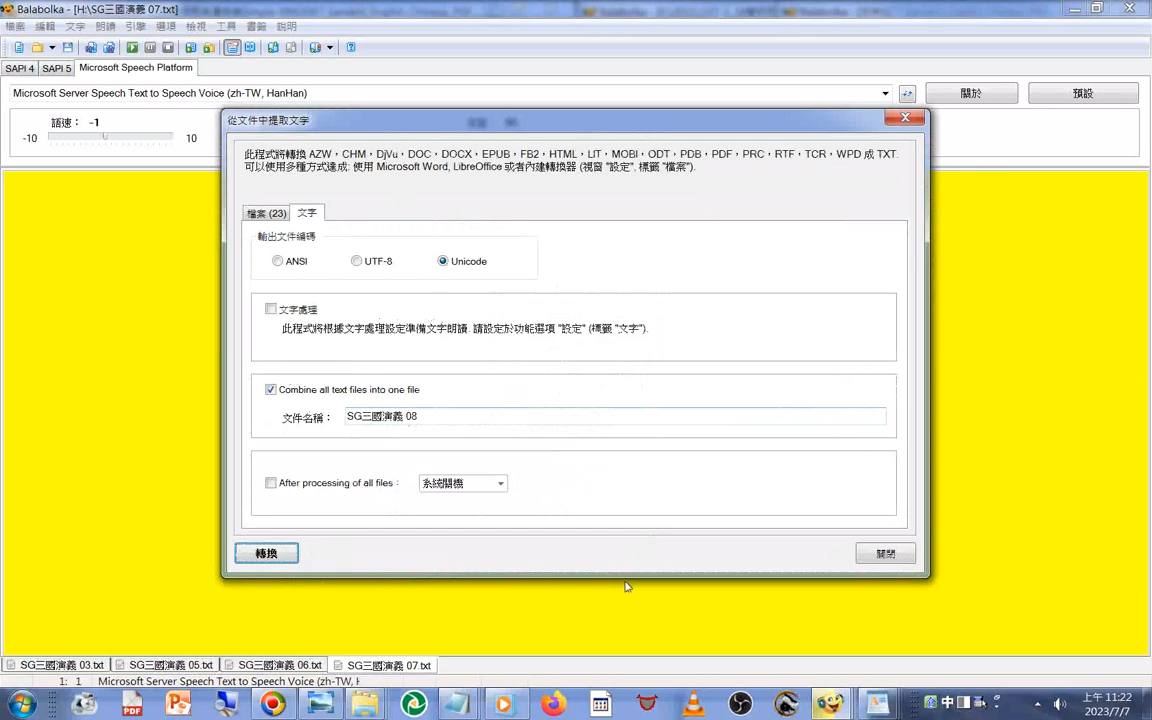 Balabolka - [H:\SG三國演義 07.txt]
檔案 編輯 文字 朗讀 引擎 選項 檢視 工具 書籤 說明
SAPI 4 SAPI 5 Microsoft Speech Platform
Microsoft Server Speech Text to Speech Voice (zh-TW, HanHan)
關於 預設
語速： -1
-10 10
從文件中提取文字
此程式將轉換 AZW，CHM，DjVu，DOC，DOCX，EPUB，FB2，HTML，LIT，MOBI，ODT，PDB，PDF，PRC，RTF，TCR，WPD 成 TXT.
可以使用多種方式達成: 使用 Microsoft Word, LibreOffice 或者內建轉換器 (視窗 "設定", 標籤 "檔案").
檔案 (23) 文字
輸出文件編碼
ANSI UTF-8 Unicode
文字處理
此程式將根據文字處理設定準備文字朗讀. 請設定於功能選項 "設定" (標籤 "文字").
Combine all text files into one file
文件名稱： SG三國演義 08
After processing of all files： 系統關機
轉換 關閉
SG三國演義 03.txt SG三國演義 05.txt SG三國演義 06.txt SG三國演義 07.txt
1: 1 Microsoft Server Speech Text to Speech Voice (zh-TW, H
PDF 中 上午 11:22
2023/7/7